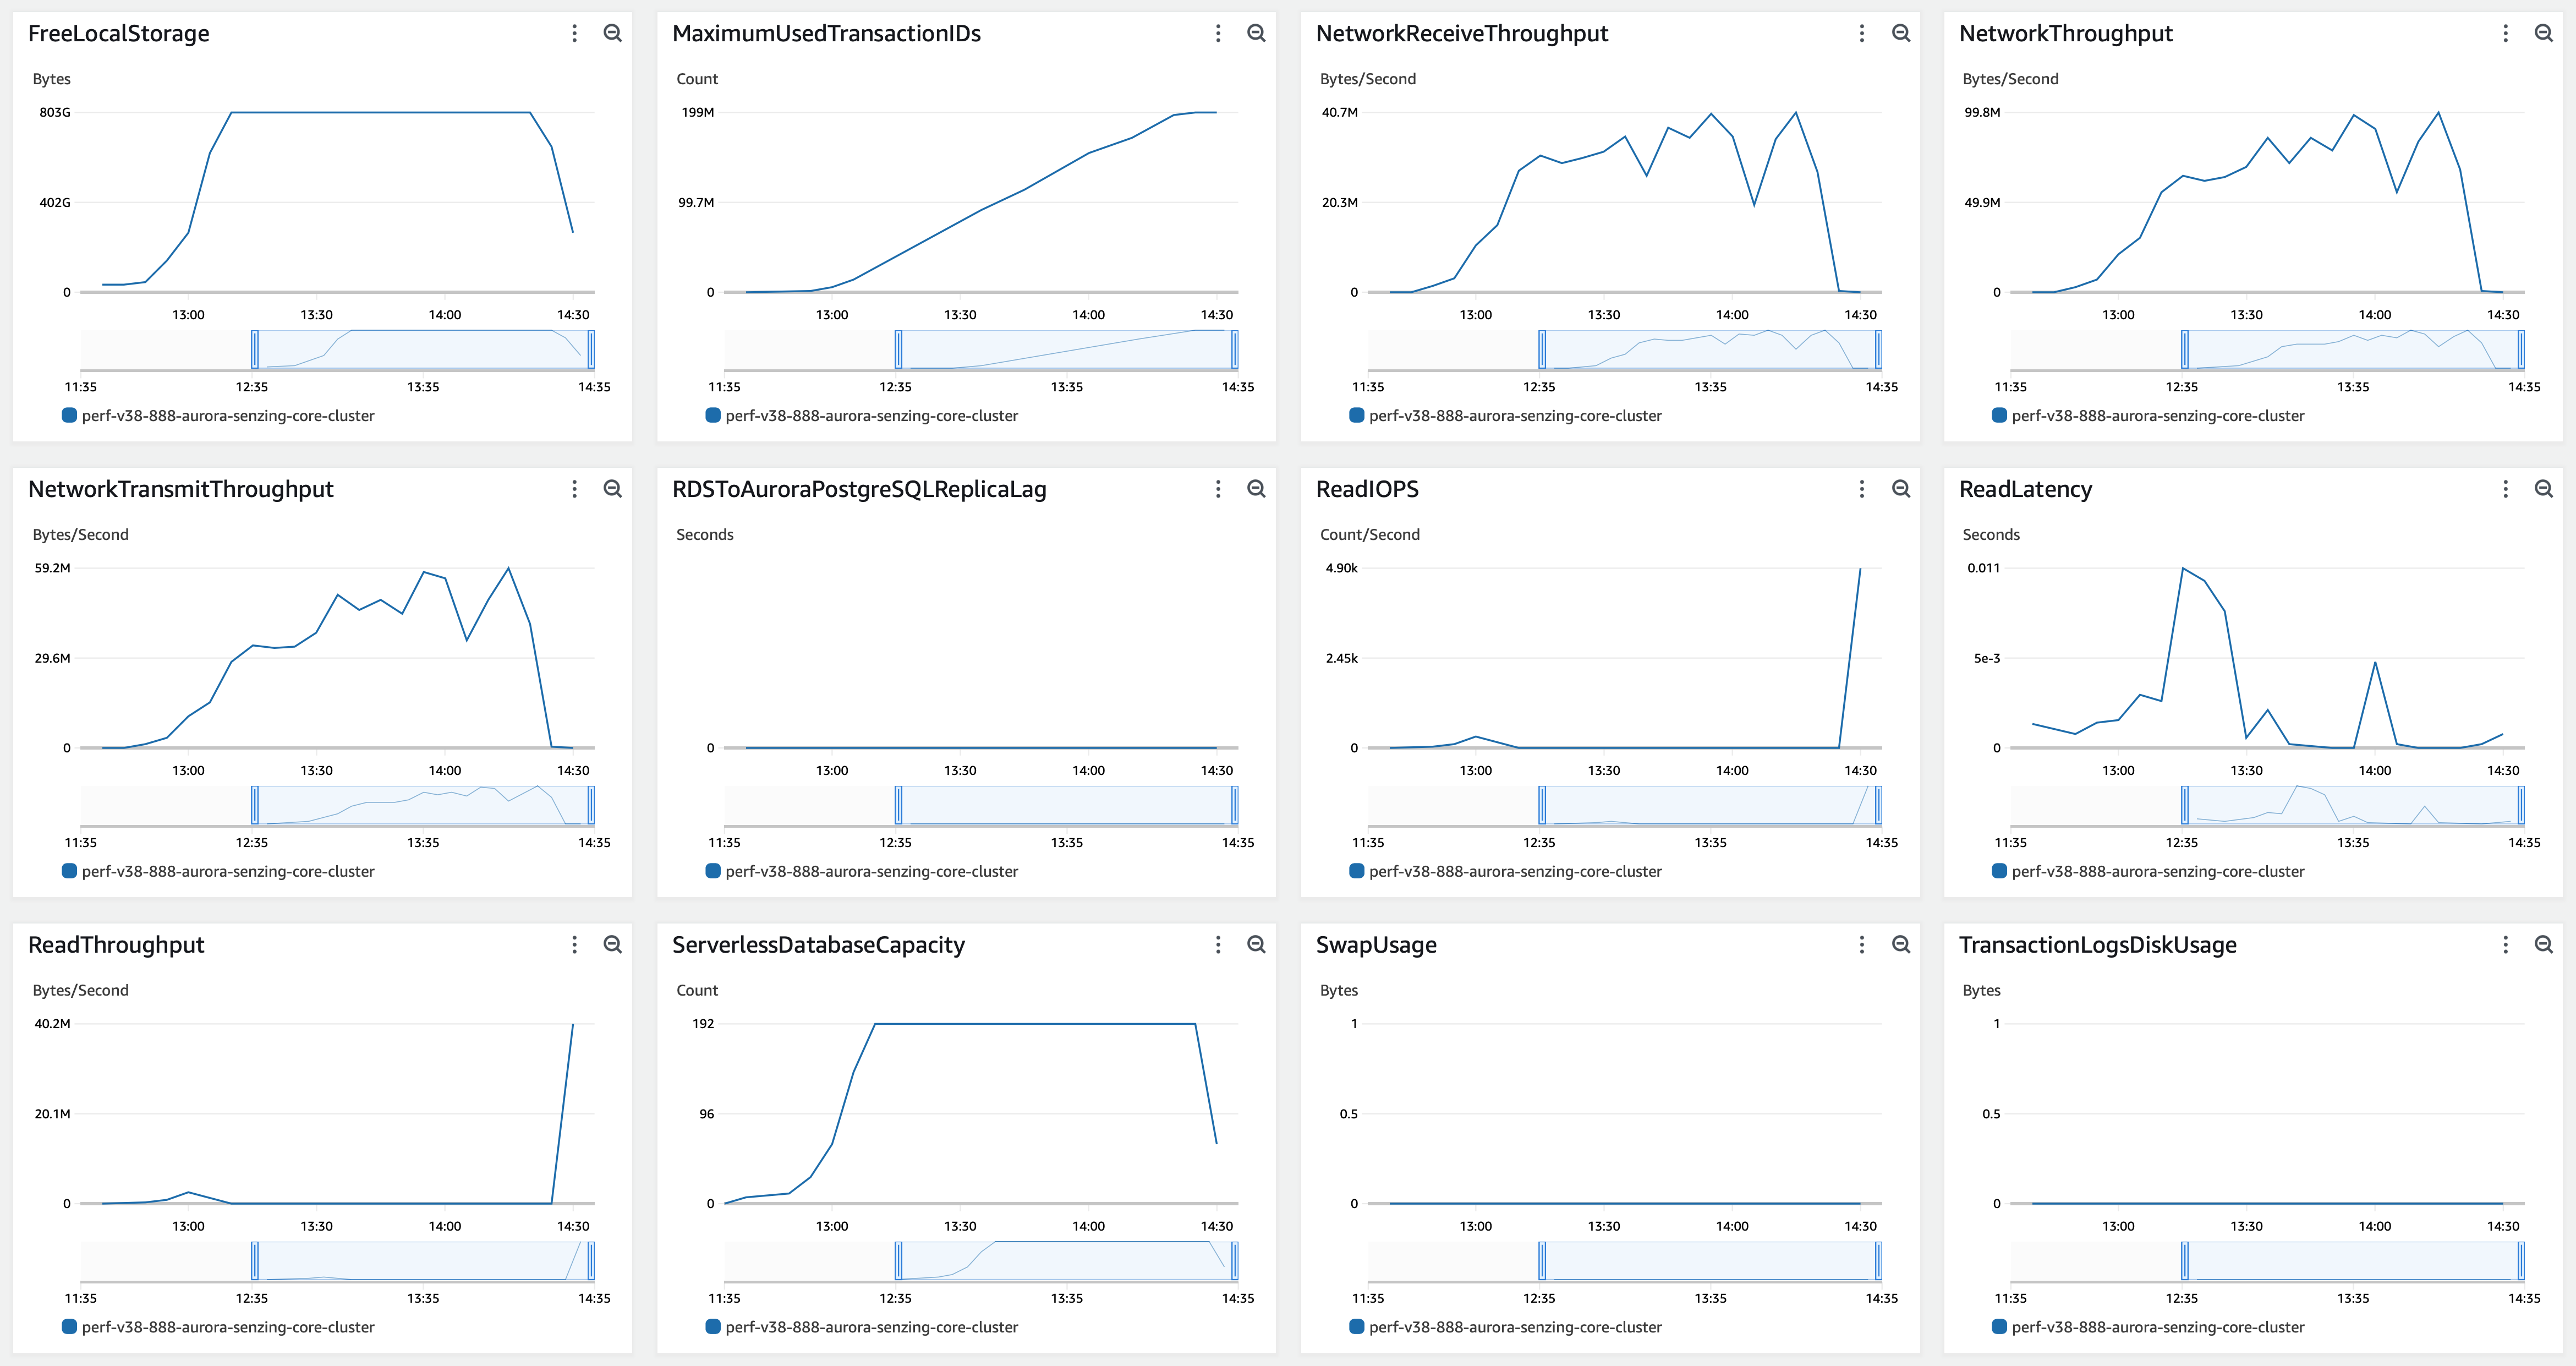 FreeLocalStorage
Bytes
803G
402G
0
13:00 13:30 14:00 14:30
11:35 12:35 13:35 14:35
perf-v38-888-aurora-senzing-core-cluster
MaximumUsedTransactionIDs
Count
199M
99.7M
0
13:00 13:30 14:00 14:30
11:35 12:35 13:35 14:35
perf-v38-888-aurora-senzing-core-cluster
NetworkReceiveThroughput
Bytes/Second
40.7M
20.3M
0
13:00 13:30 14:00 14:30
11:35 12:35 13:35 14:35
perf-v38-888-aurora-senzing-core-cluster
NetworkThroughput
Bytes/Second
99.8M
49.9M
0
13:00 13:30 14:00 14:30
11:35 12:35 13:35 14:35
perf-v38-888-aurora-senzing-core-cluster
NetworkTransmitThroughput
Bytes/Second
59.2M
29.6M
0
13:00 13:30 14:00 14:30
11:35 12:35 13:35 14:35
perf-v38-888-aurora-senzing-core-cluster
RDSToAuroraPostgreSQLReplicaLag
Seconds
0
13:00 13:30 14:00 14:30
11:35 12:35 13:35 14:35
perf-v38-888-aurora-senzing-core-cluster
ReadIOPS
Count/Second
4.90k
2.45k
0
13:00 13:30 14:00 14:30
11:35 12:35 13:35 14:35
perf-v38-888-aurora-senzing-core-cluster
ReadLatency
Seconds
0.011
5e-3
0
13:00 13:30 14:00 14:30
11:35 12:35 13:35 14:35
perf-v38-888-aurora-senzing-core-cluster
ReadThroughput
Bytes/Second
40.2M
20.1M
0
13:00 13:30 14:00 14:30
11:35 12:35 13:35 14:35
perf-v38-888-aurora-senzing-core-cluster
ServerlessDatabaseCapacity
Count
192
96
0
13:00 13:30 14:00 14:30
11:35 12:35 13:35 14:35
perf-v38-888-aurora-senzing-core-cluster
SwapUsage
Bytes
1
0.5
0
13:00 13:30 14:00 14:30
11:35 12:35 13:35 14:35
perf-v38-888-aurora-senzing-core-cluster
TransactionLogsDiskUsage
Bytes
1
0.5
0
13:00 13:30 14:00 14:30
11:35 12:35 13:35 14:35
perf-v38-888-aurora-senzing-core-cluster